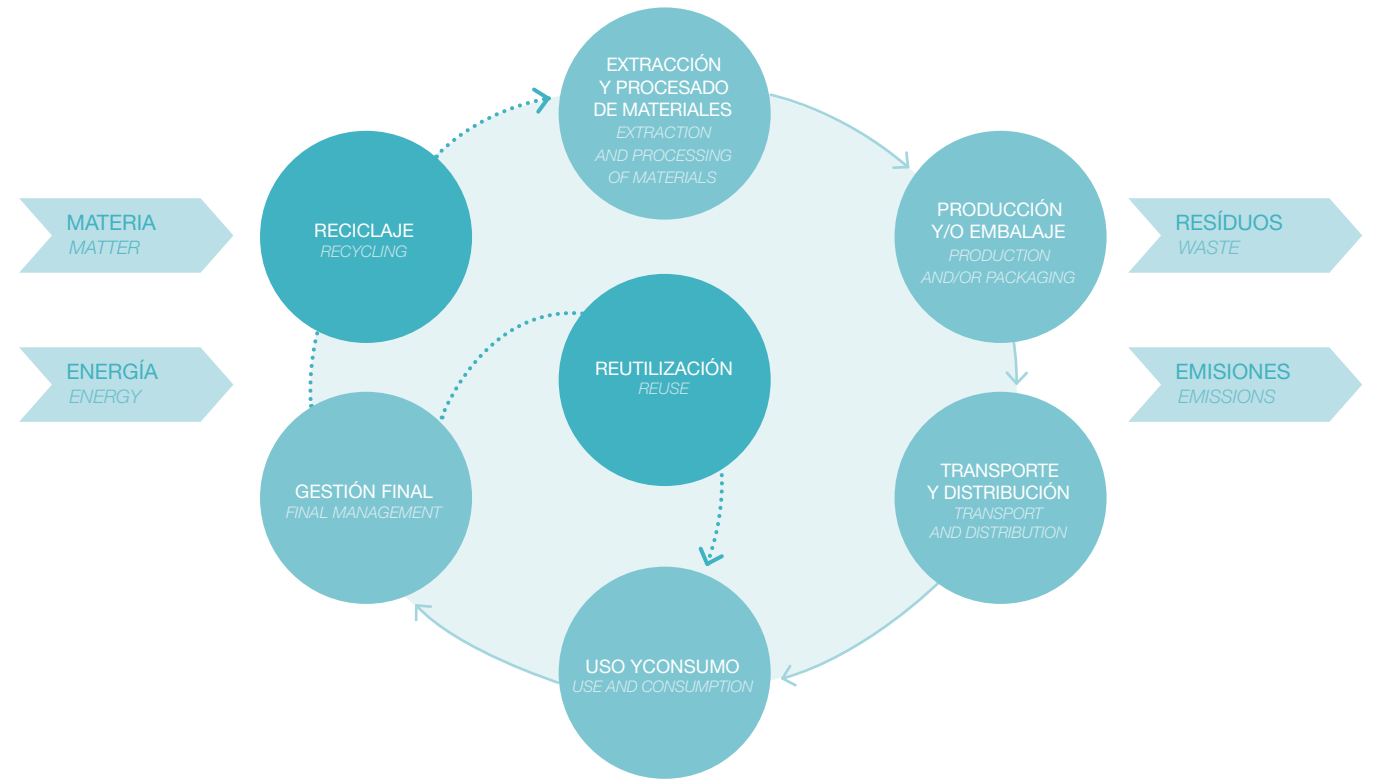 EXTRACCIÓN
Y PROCESADO
DE MATERIALES
EXTRACTION
AND PROCESSING
OF MATERIALS
MATERIA
MATTER
RECICLAJE
RECYCLING
PRODUCCIÓN
Y/O EMBALAJE
PRODUCTION
AND/OR PACKAGING
RESÍDUOS
WASTE
ENERGÍA
ENERGY
REUTILIZACIÓN
REUSE
EMISIONES
EMISSIONS
GESTIÓN FINAL
FINAL MANAGEMENT
TRANSPORTE
Y DISTRIBUCIÓN
TRANSPORT
AND DISTRIBUTION
USO YCONSUMO
USE AND CONSUMPTION